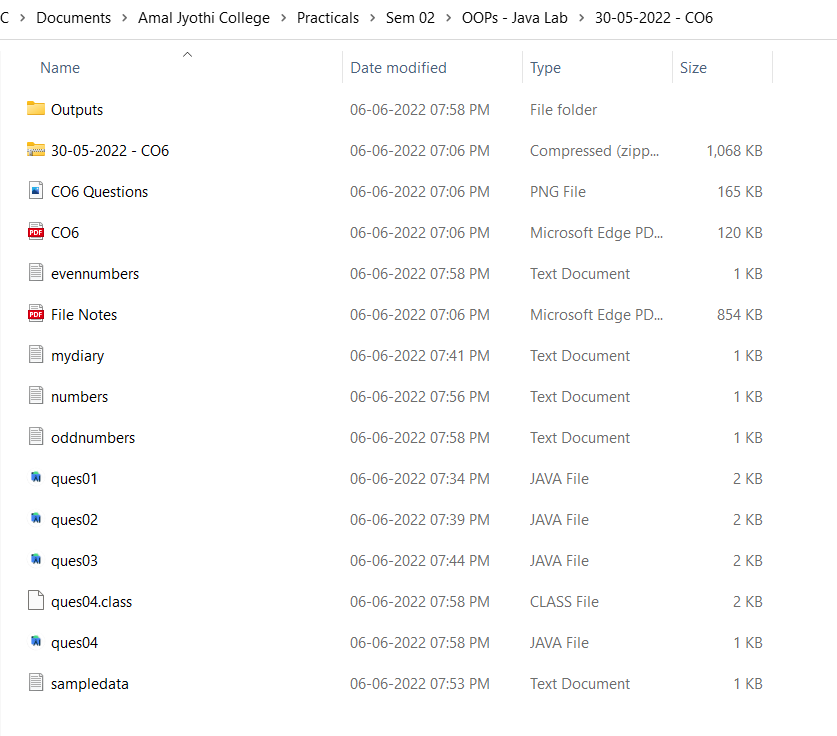 C > Documents > Amal Jyothi College > Practicals > Sem 02 > OOPs - Java Lab > 30-05-2022 - CO6
Name Date modified Type Size
Outputs 06-06-2022 07:58 PM File folder
30-05-2022 - CO6 06-06-2022 07:06 PM Compressed (zipp... 1,068 KB
CO6 Questions 06-06-2022 07:06 PM PNG File 165 KB
PDF CO6 06-06-2022 07:06 PM Microsoft Edge PD... 120 KB
evennumbers 06-06-2022 07:58 PM Text Document 1 KB
PDF File Notes 06-06-2022 07:06 PM Microsoft Edge PD... 854 KB
mydiary 06-06-2022 07:41 PM Text Document 1 KB
numbers 06-06-2022 07:56 PM Text Document 1 KB
oddnumbers 06-06-2022 07:58 PM Text Document 1 KB
ques01 06-06-2022 07:34 PM JAVA File 2 KB
ques02 06-06-2022 07:39 PM JAVA File 2 KB
ques03 06-06-2022 07:44 PM JAVA File 2 KB
ques04.class 06-06-2022 07:58 PM CLASS File 2 KB
ques04 06-06-2022 07:58 PM JAVA File 1 KB
sampledata 06-06-2022 07:53 PM Text Document 1 KB